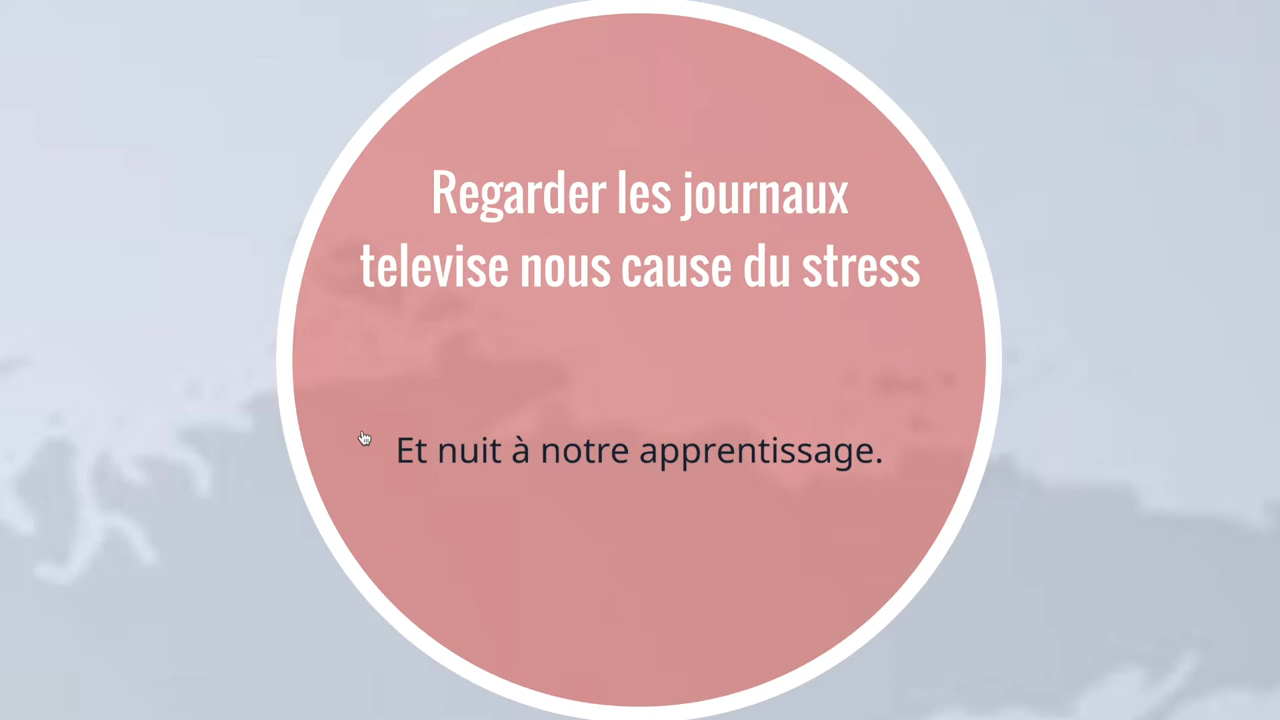 Regarder les journaux
televise nous cause du stress
Et nuit à notre apprentissage.